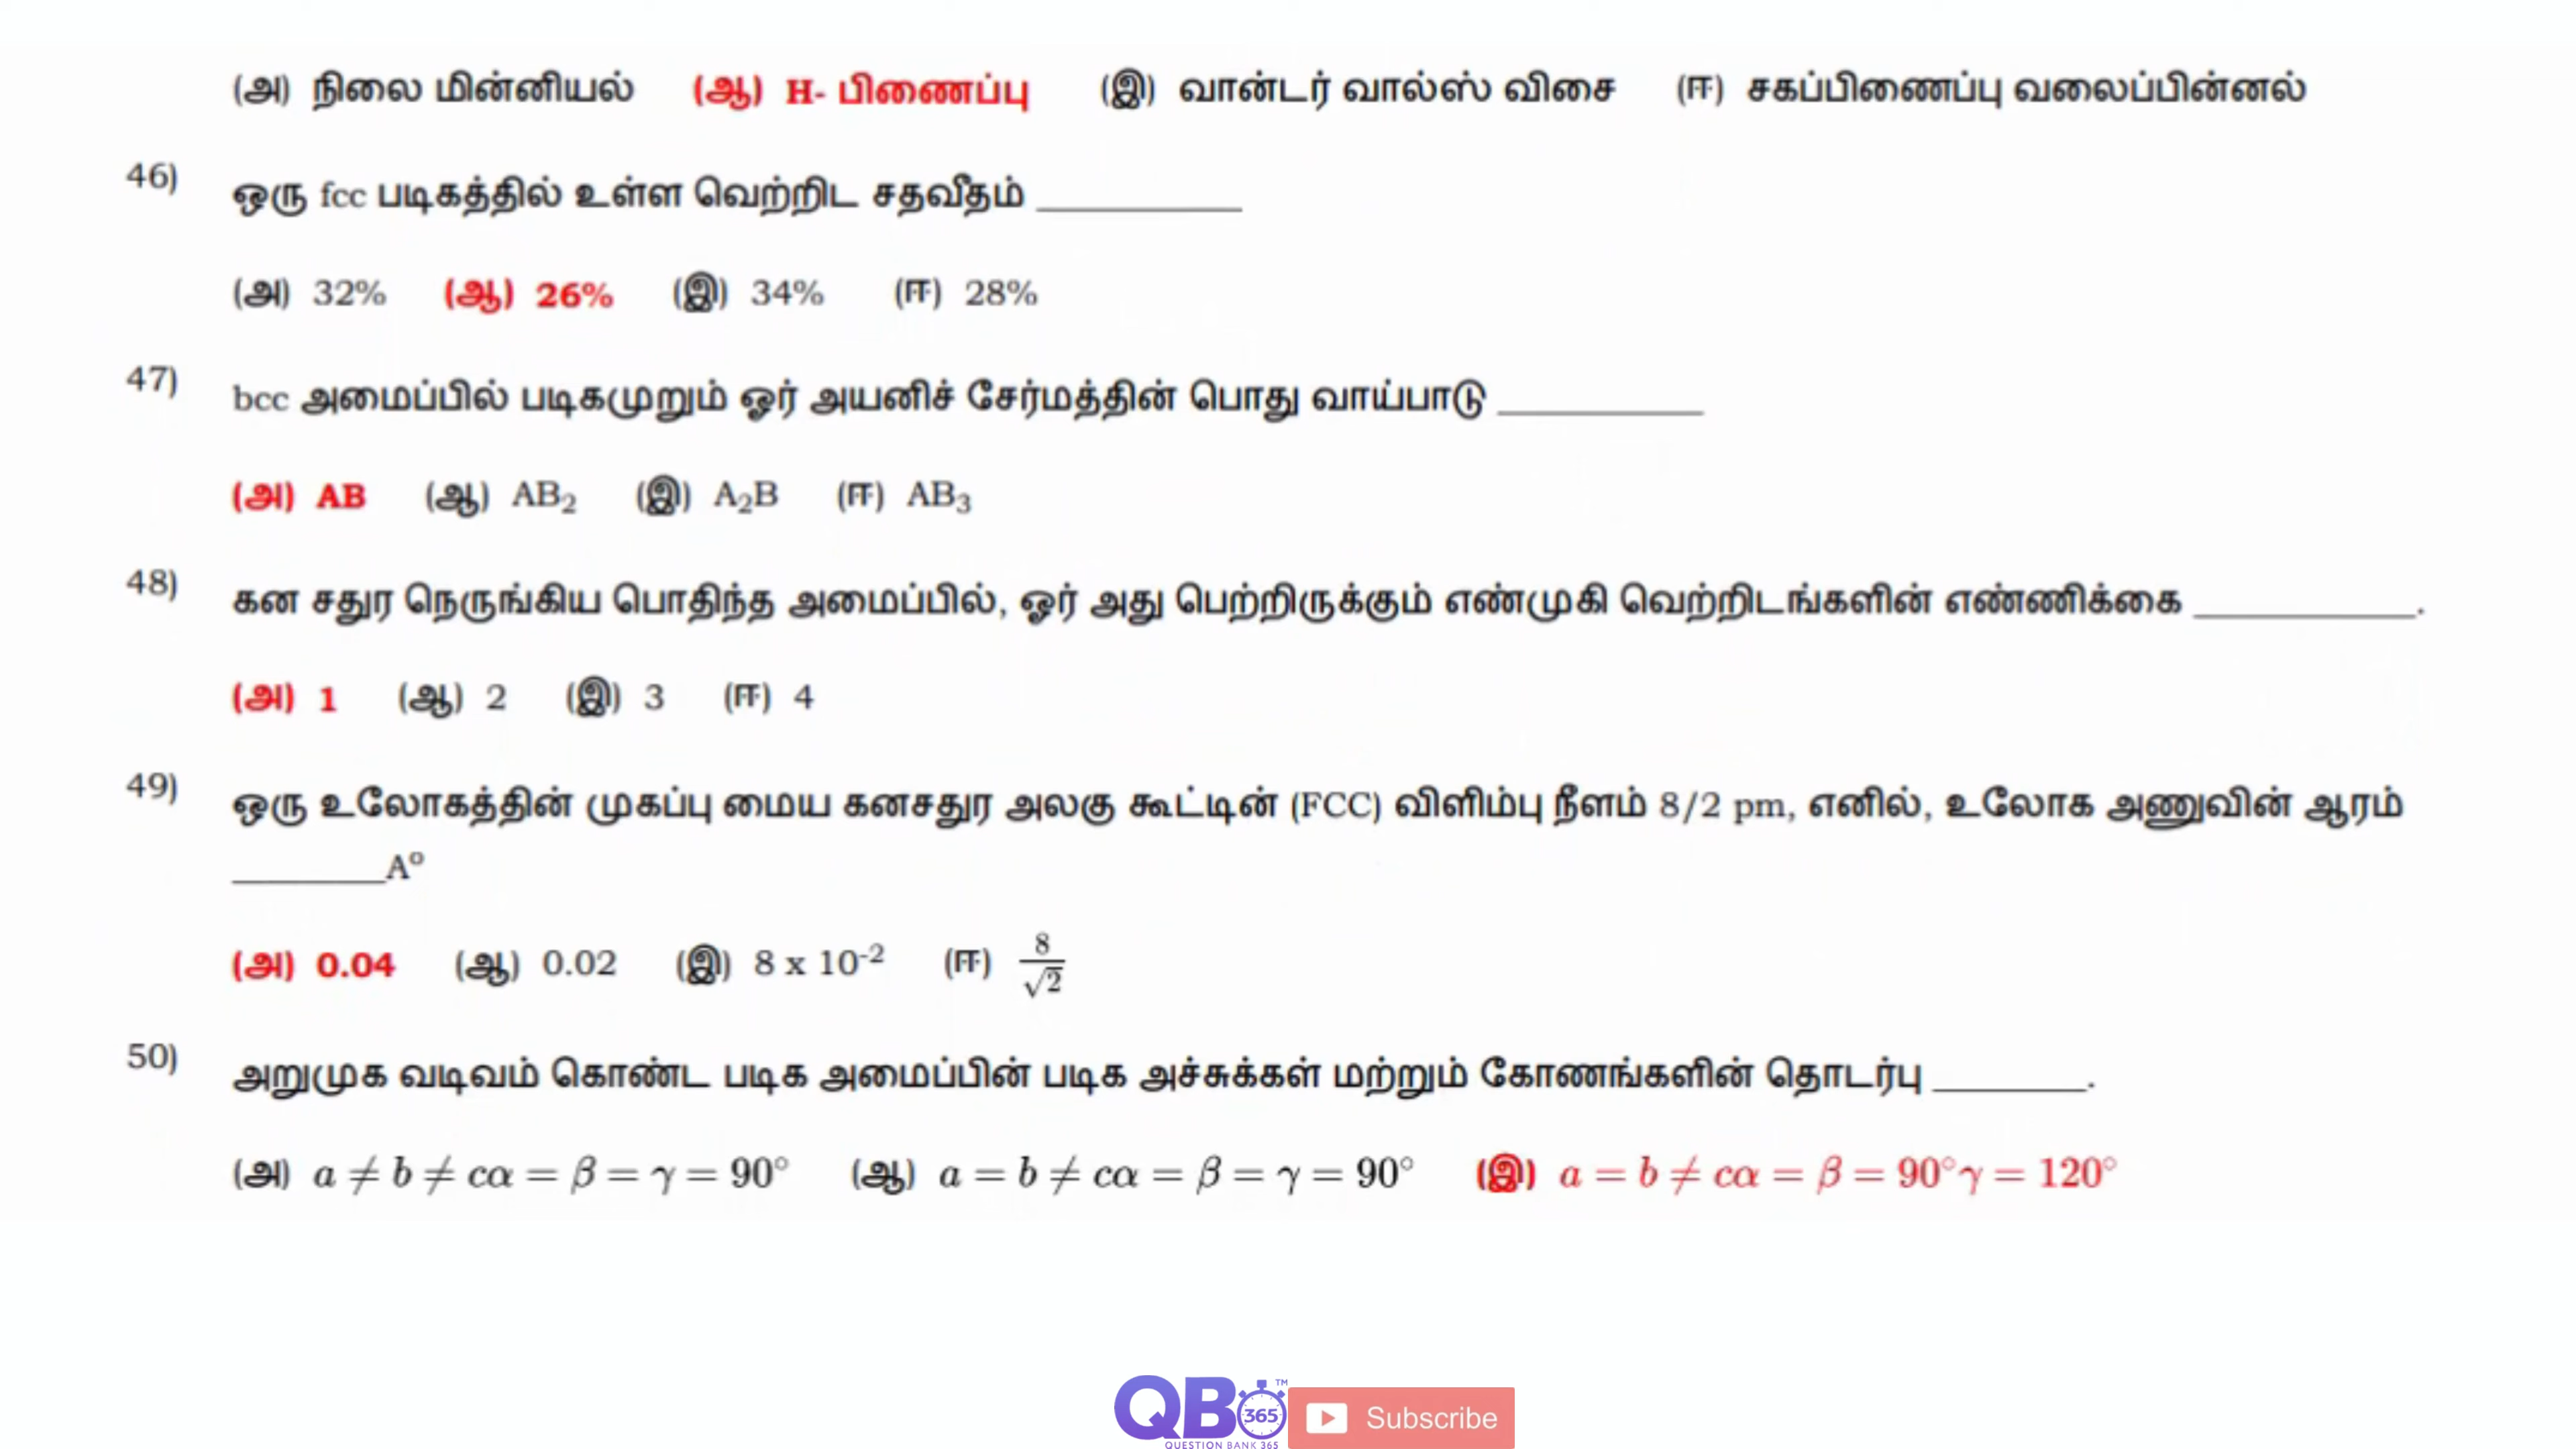 (அ) நிலை மின்னியல் (ஆ) H- பிணைப்பு (இ) வான்டர் வால்ஸ் விசை (ஈ) சகப்பிணைப்பு வலைப்பின்னல்
46) ஒரு fcc படிகத்தில் உள்ள வெற்றிட சதவீதம் __________
(அ) 32% (ஆ) 26% (இ) 34% (ஈ) 28%
47) bcc அமைப்பில் படிகமுறும் ஓர் அயனிச் சேர்மத்தின் பொது வாய்பாடு __________
(அ) AB (ஆ) AB₂ (இ) A₂B (ஈ) AB₃
48) கன சதுர நெருங்கிய பொதிந்த அமைப்பில், ஓர் அது பெற்றிருக்கும் எண்முகி வெற்றிடங்களின் எண்ணிக்கை __________.
(அ) 1 (ஆ) 2 (இ) 3 (ஈ) 4
49) ஒரு உலோகத்தின் முகப்பு மைய கனசதுர அலகு கூட்டின் (FCC) விளிம்பு நீளம் 8/2 pm, எனில், உலோக அணுவின் ஆரம்
________Aº
(அ) 0.04 (ஆ) 0.02 (இ) 8 x 10⁻² (ஈ) 8/√2
50) அறுமுக வடிவம் கொண்ட படிக அமைப்பின் படிக அச்சுக்கள் மற்றும் கோணங்களின் தொடர்பு ________.
(அ) a ≠ b ≠ cα = β = γ = 90° (ஆ) a = b ≠ cα = β = γ = 90° (இ) a = b ≠ cα = β = 90°γ = 120°
QB 365 ™ Subscribe
QUESTION BANK 365